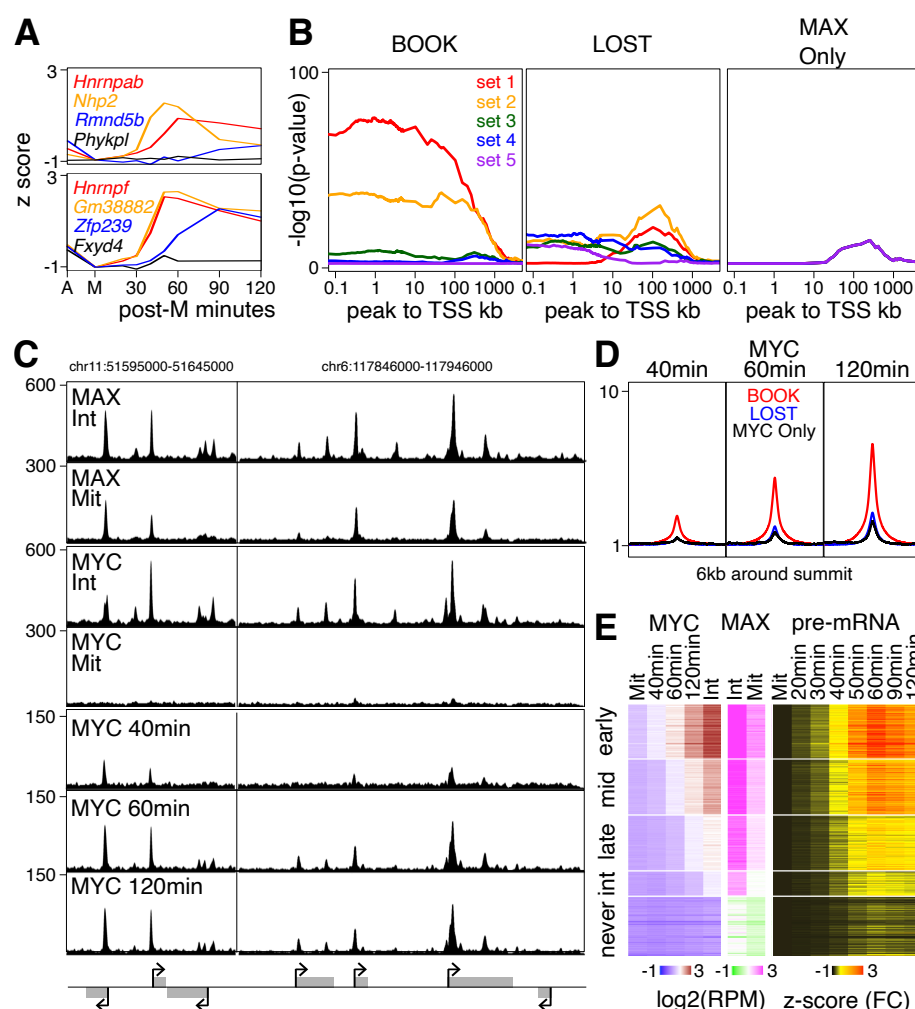 A
3
z score
-1
Hnrnpab
Nhp2
Rmnd5b
Phykpl
3
-1
Hnrnpf
Gm38882
Zfp239
Fxyd4
A M 30 60 90 120
post-M minutes
B
BOOK
LOST
MAX
Only
100
-log10(p-value)
0
set 1
set 2
set 3
set 4
set 5
0.1 1 10 100 1000
0.1 1 10 100 1000
0.1 1 10 100 1000
peak to TSS kb
peak to TSS kb
peak to TSS kb
C
chr11:51595000-51645000
chr6:117846000-117946000
600
MAX
Int
300
MAX
Mit
600
MYC
Int
300
MYC
Mit
150
MYC 40min
150
MYC 60min
150
MYC 120min
D
MYC
40min 60min 120min
10
1
BOOK
LOST
MYC Only
6kb around summit
E
MYC MAX pre-mRNA
Mit 40min 60min 120min Int
Int Mit
Mit 20min 30min 40min 50min 60min 90min 120min
early
mid
late
int
never
-1 3
-1 3
-1 3
log2(RPM)
z-score (FC)